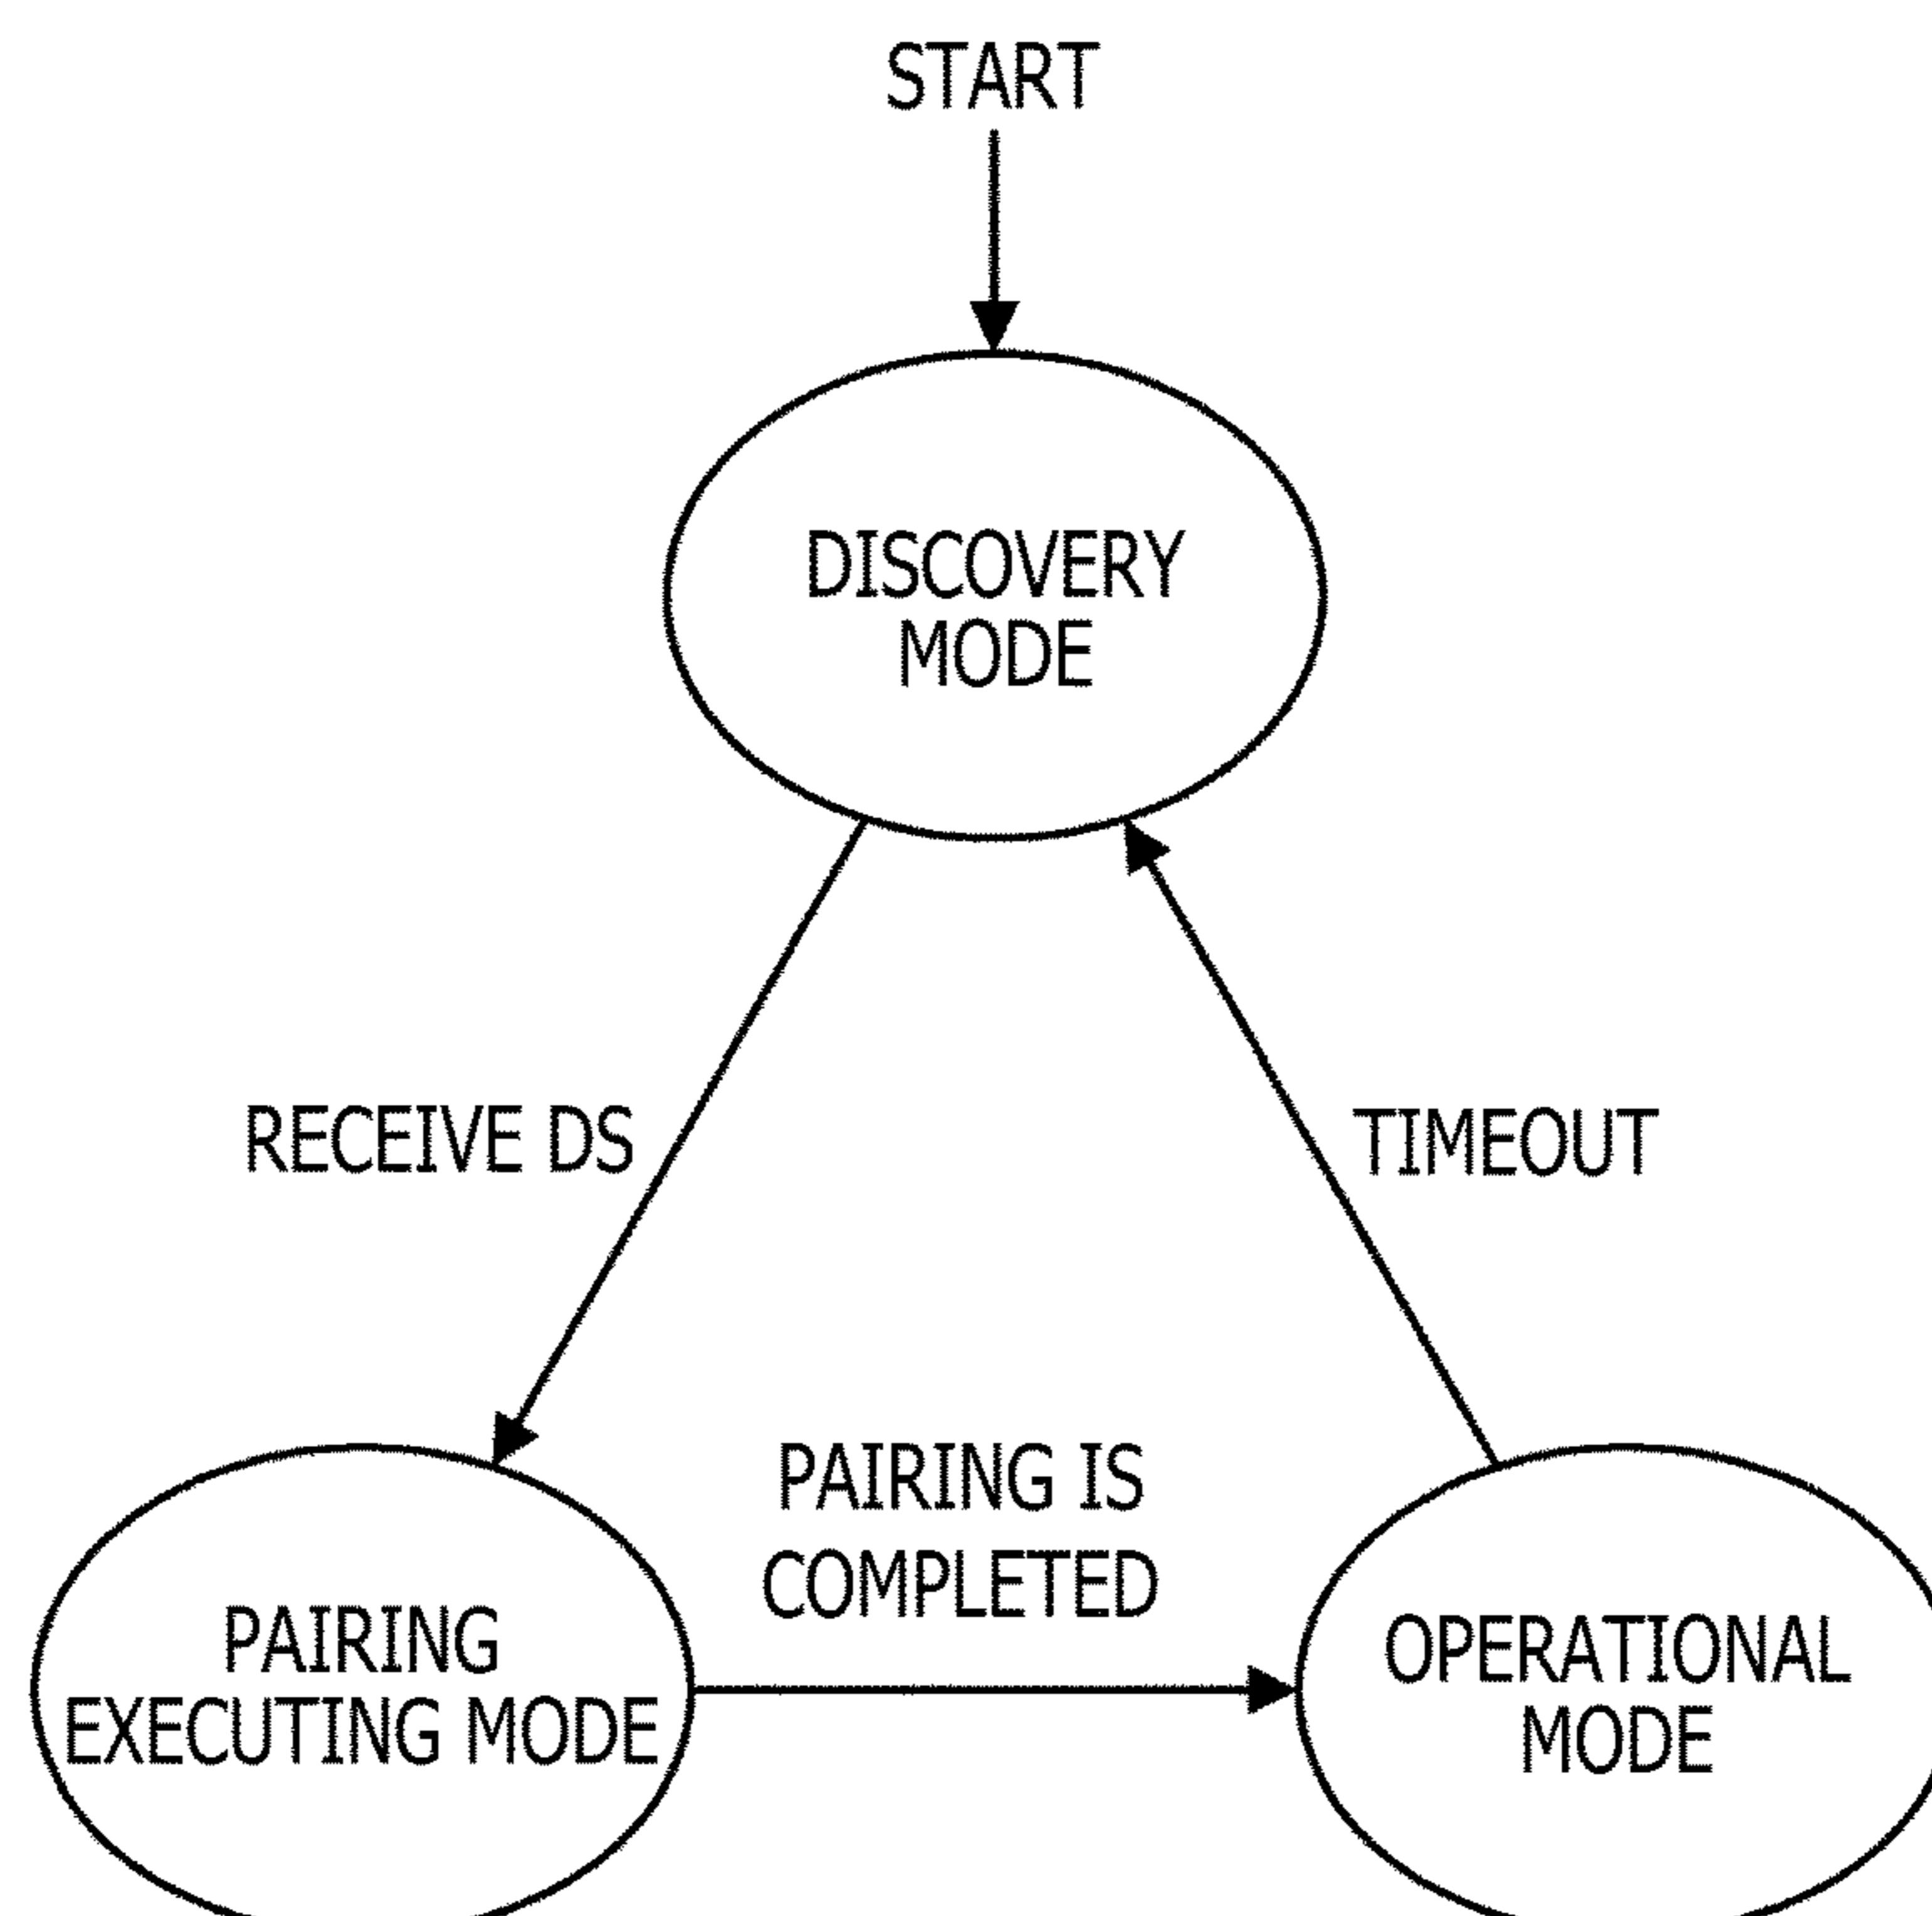 START
DISCOVERY
MODE
RECEIVE DS
TIMEOUT
PAIRING IS
COMPLETED
PAIRING
EXECUTING MODE
OPERATIONAL
MODE